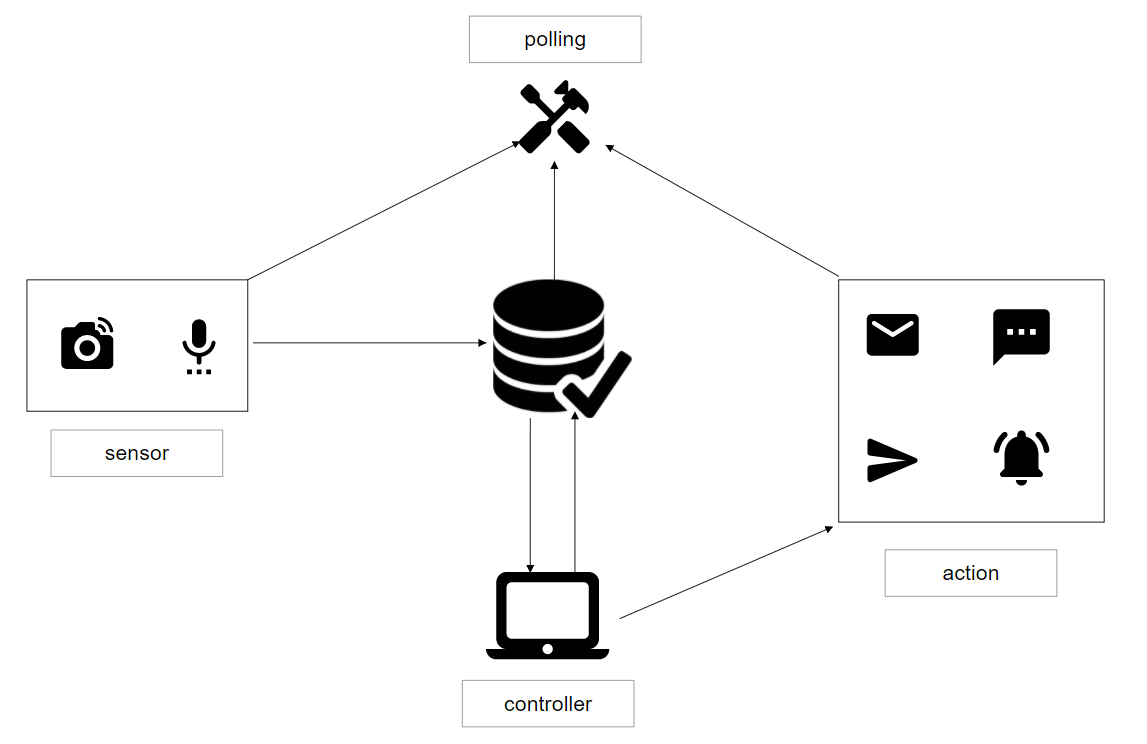 polling
sensor
action
controller